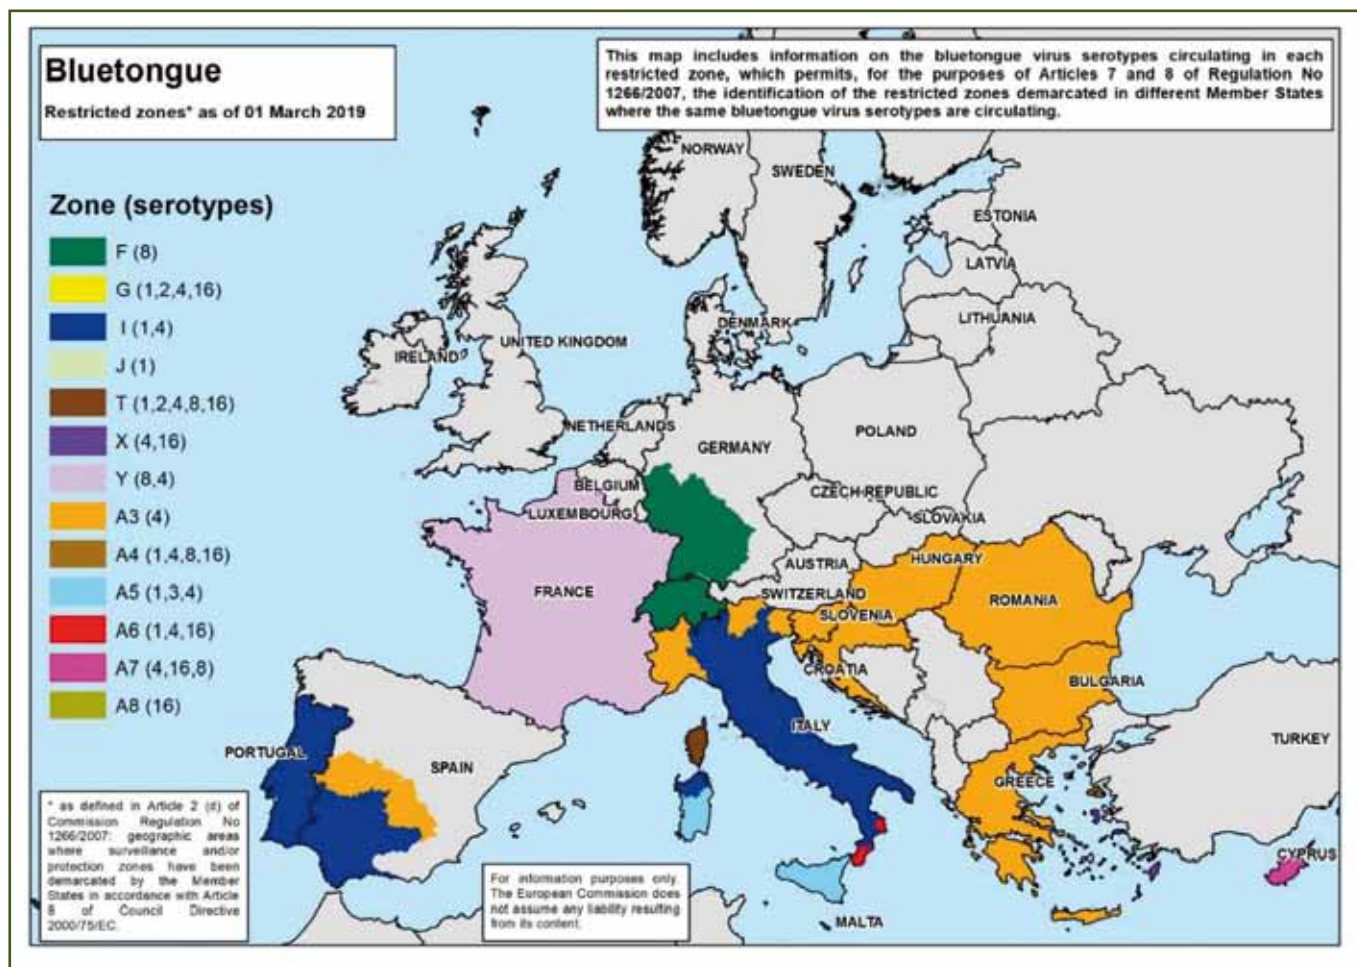 Bluetongue
Restricted zones* as of 01 March 2019
This map includes information on the bluetongue virus serotypes circulating in each
restricted zone, which permits, for the purposes of Articles 7 and 8 of Regulation No
1266/2007, the identification of the restricted zones demarcated in different Member States
where the same bluetongue virus serotypes are circulating.
Zone (serotypes)
F (8)
G (1,2,4,16)
I (1,4)
J (1)
T (1,2,4,8,16)
X (4,16)
Y (8,4)
A3 (4)
A4 (1,4,8,16)
A5 (1,3,4)
A6 (1,4,16)
A7 (4,16,8)
A8 (16)
NORWAY
SWEDEN
ESTONIA
LATVIA
LITHUANIA
DENMARK
UNITED KINGDOM
IRELAND
NETHERLANDS
POLAND
GERMANY
BELGIUM
CZECH REPUBLIC
LUXEMBOURG
SLOVAKIA
HUNGARY
AUSTRIA
FRANCE
SWITZERLAND
ROMANIA
SLOVENIA
CROATIA
BULGARIA
ITALY
TURKEY
PORTUGAL
SPAIN
GREECE
CYPRUS
MALTA
* as defined in Article 2 (d) of
Commission Regulation No
1266/2007: geographic areas
where surveillance and/or
protection zones have been
demarcated by the Member
States in accordance with Article
8 of Council Directive
2000/75/EC.
For information purposes only.
The European Commission does
not assume any liability resulting
from its content.